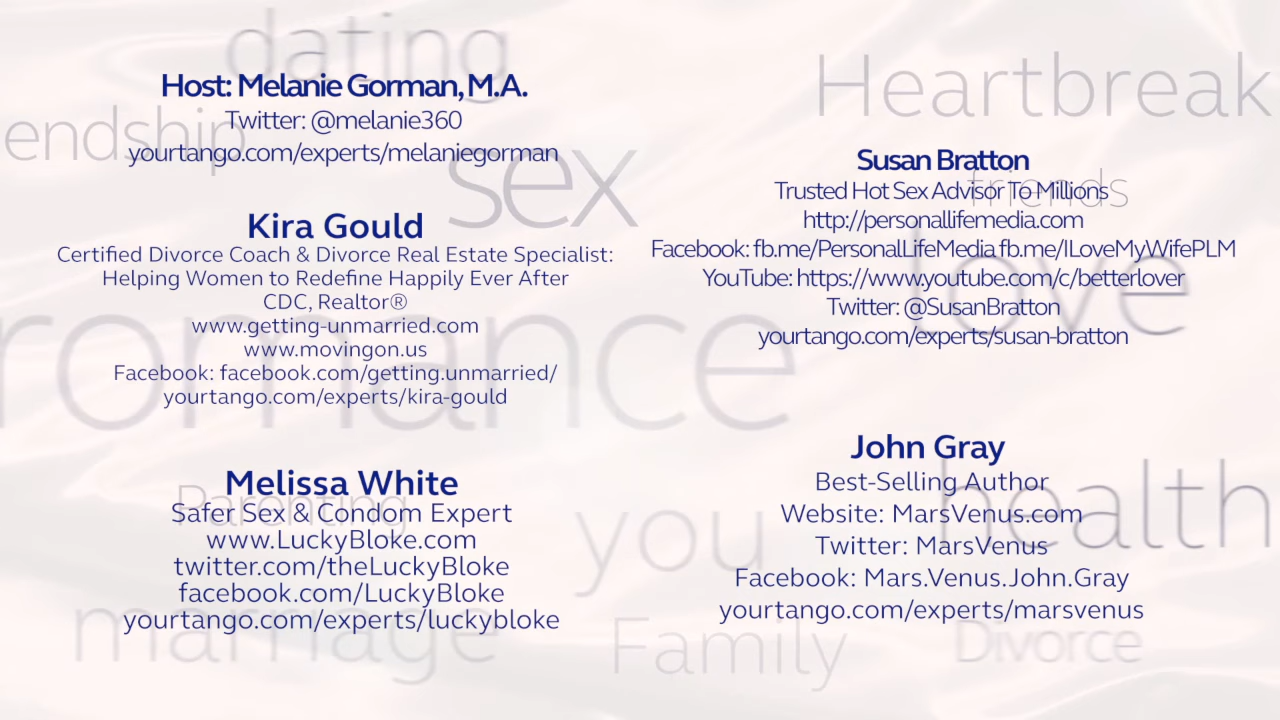 dating
Heartbreak
endship
sex
friends
love
romance
Parenting
health
you
marriage
Family
Divorce
Host: Melanie Gorman, M.A.
Twitter: @melanie360
yourtango.com/experts/melaniegorman
Kira Gould
Certified Divorce Coach & Divorce Real Estate Specialist:
Helping Women to Redefine Happily Ever After
CDC, Realtor®
www.getting-unmarried.com
www.movingon.us
Facebook: facebook.com/getting.unmarried/
yourtango.com/experts/kira-gould
Melissa White
Safer Sex & Condom Expert
www.LuckyBloke.com
twitter.com/theLuckyBloke
facebook.com/LuckyBloke
yourtango.com/experts/luckybloke
Susan Bratton
Trusted Hot Sex Advisor To Millions
http://personallifemedia.com
Facebook: fb.me/PersonalLifeMedia fb.me/ILoveMyWifePLM
YouTube: https://www.youtube.com/c/betterlover
Twitter: @SusanBratton
yourtango.com/experts/susan-bratton
John Gray
Best-Selling Author
Website: MarsVenus.com
Twitter: MarsVenus
Facebook: Mars.Venus.John.Gray
yourtango.com/experts/marsvenus